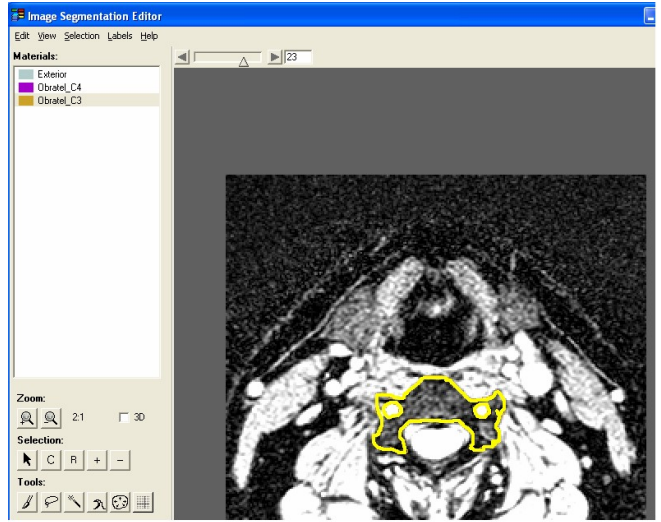 Image Segmentation Editor
Edit View Selection Labels Help
Materials:
23
Exterior
Obratel_C4
Obratel_C3
Zoom:
2:1
3D
Selection:
C R + −
Tools: